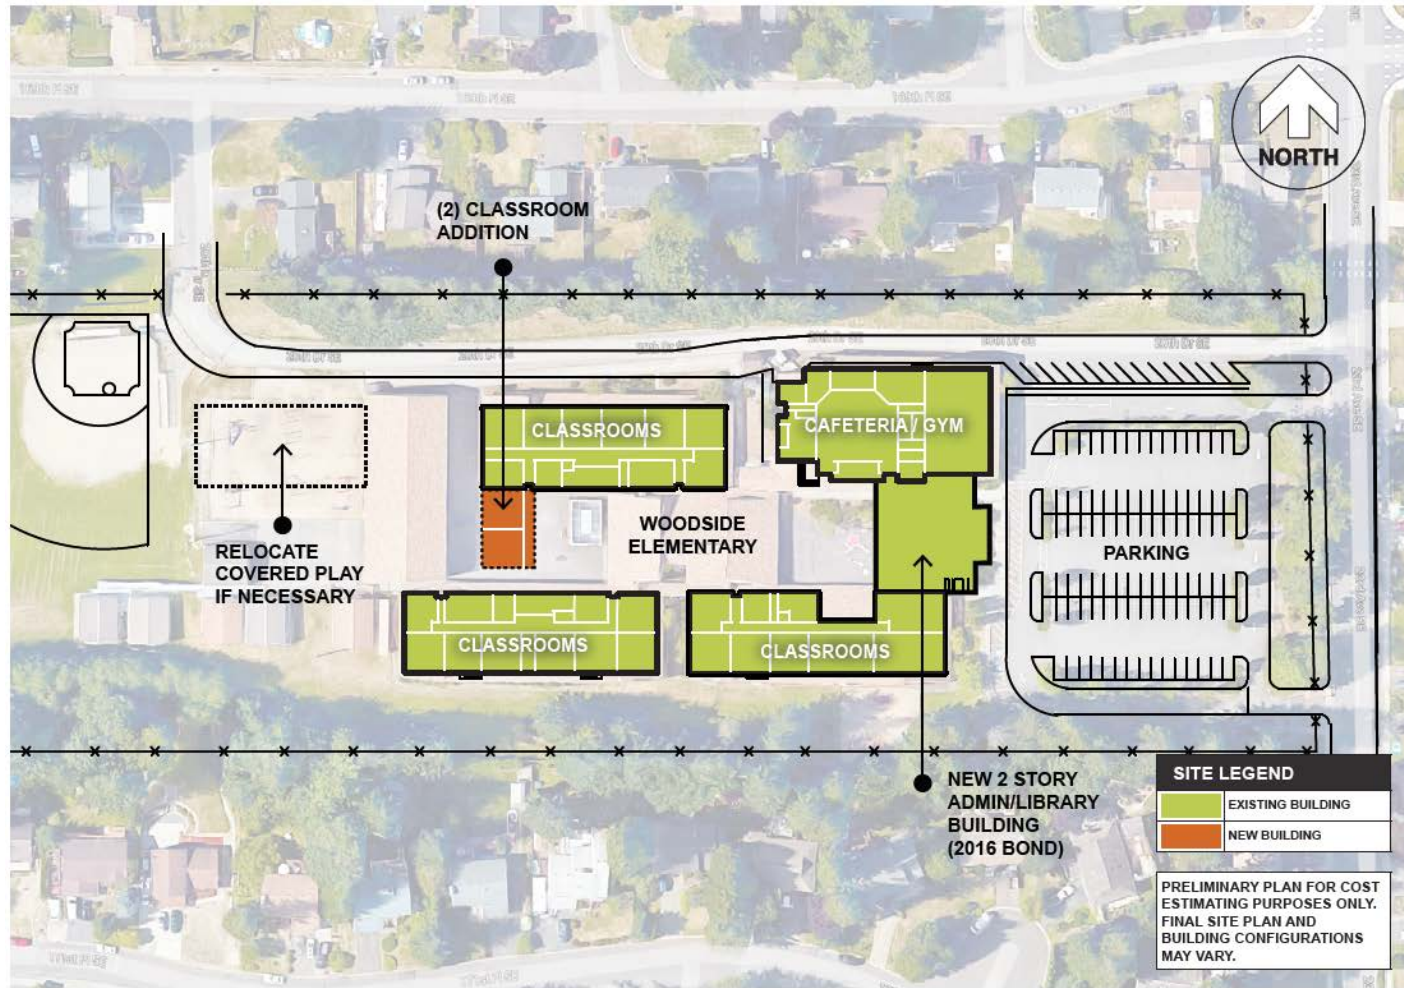 NORTH
(2) CLASSROOM
ADDITION
CLASSROOMS
CAFETERIA / GYM
WOODSIDE
ELEMENTARY
PARKING
RELOCATE
COVERED PLAY
IF NECESSARY
CLASSROOMS
CLASSROOMS
NEW 2 STORY
ADMIN/LIBRARY
BUILDING
(2016 BOND)
SITE LEGEND
EXISTING BUILDING
NEW BUILDING
PRELIMINARY PLAN FOR COST
ESTIMATING PURPOSES ONLY.
FINAL SITE PLAN AND
BUILDING CONFIGURATIONS
MAY VARY.